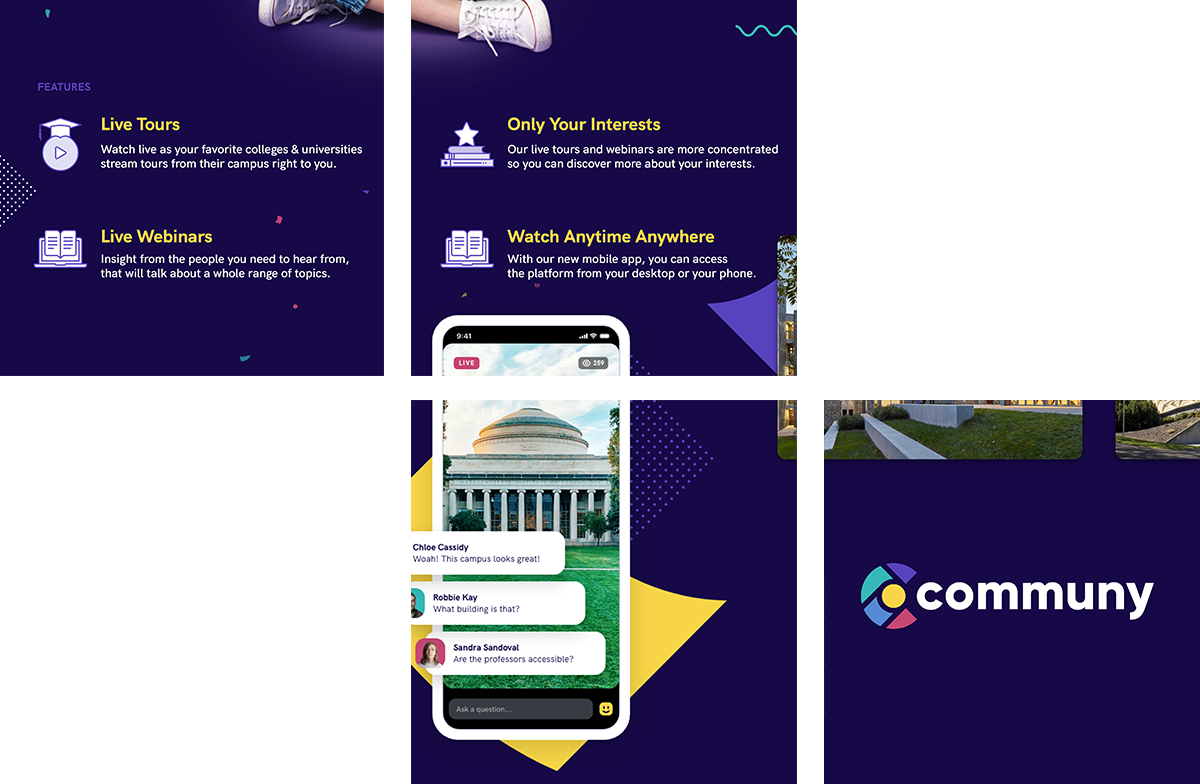 FEATURES
Live Tours
Watch live as your favorite colleges & universities
stream tours from their campus right to you.
Live Webinars
Insight from the people you need to hear from,
that will talk about a whole range of topics.
Only Your Interests
Our live tours and webinars are more concentrated
so you can discover more about your interests.
Watch Anytime Anywhere
With our new mobile app, you can access
the platform from your desktop or your phone.
9:41
LIVE
259
Chloe Cassidy
Woah! This campus looks great!
Robbie Kay
What building is that?
Sandra Sandoval
Are the professors accessible?
Ask a question...
communy